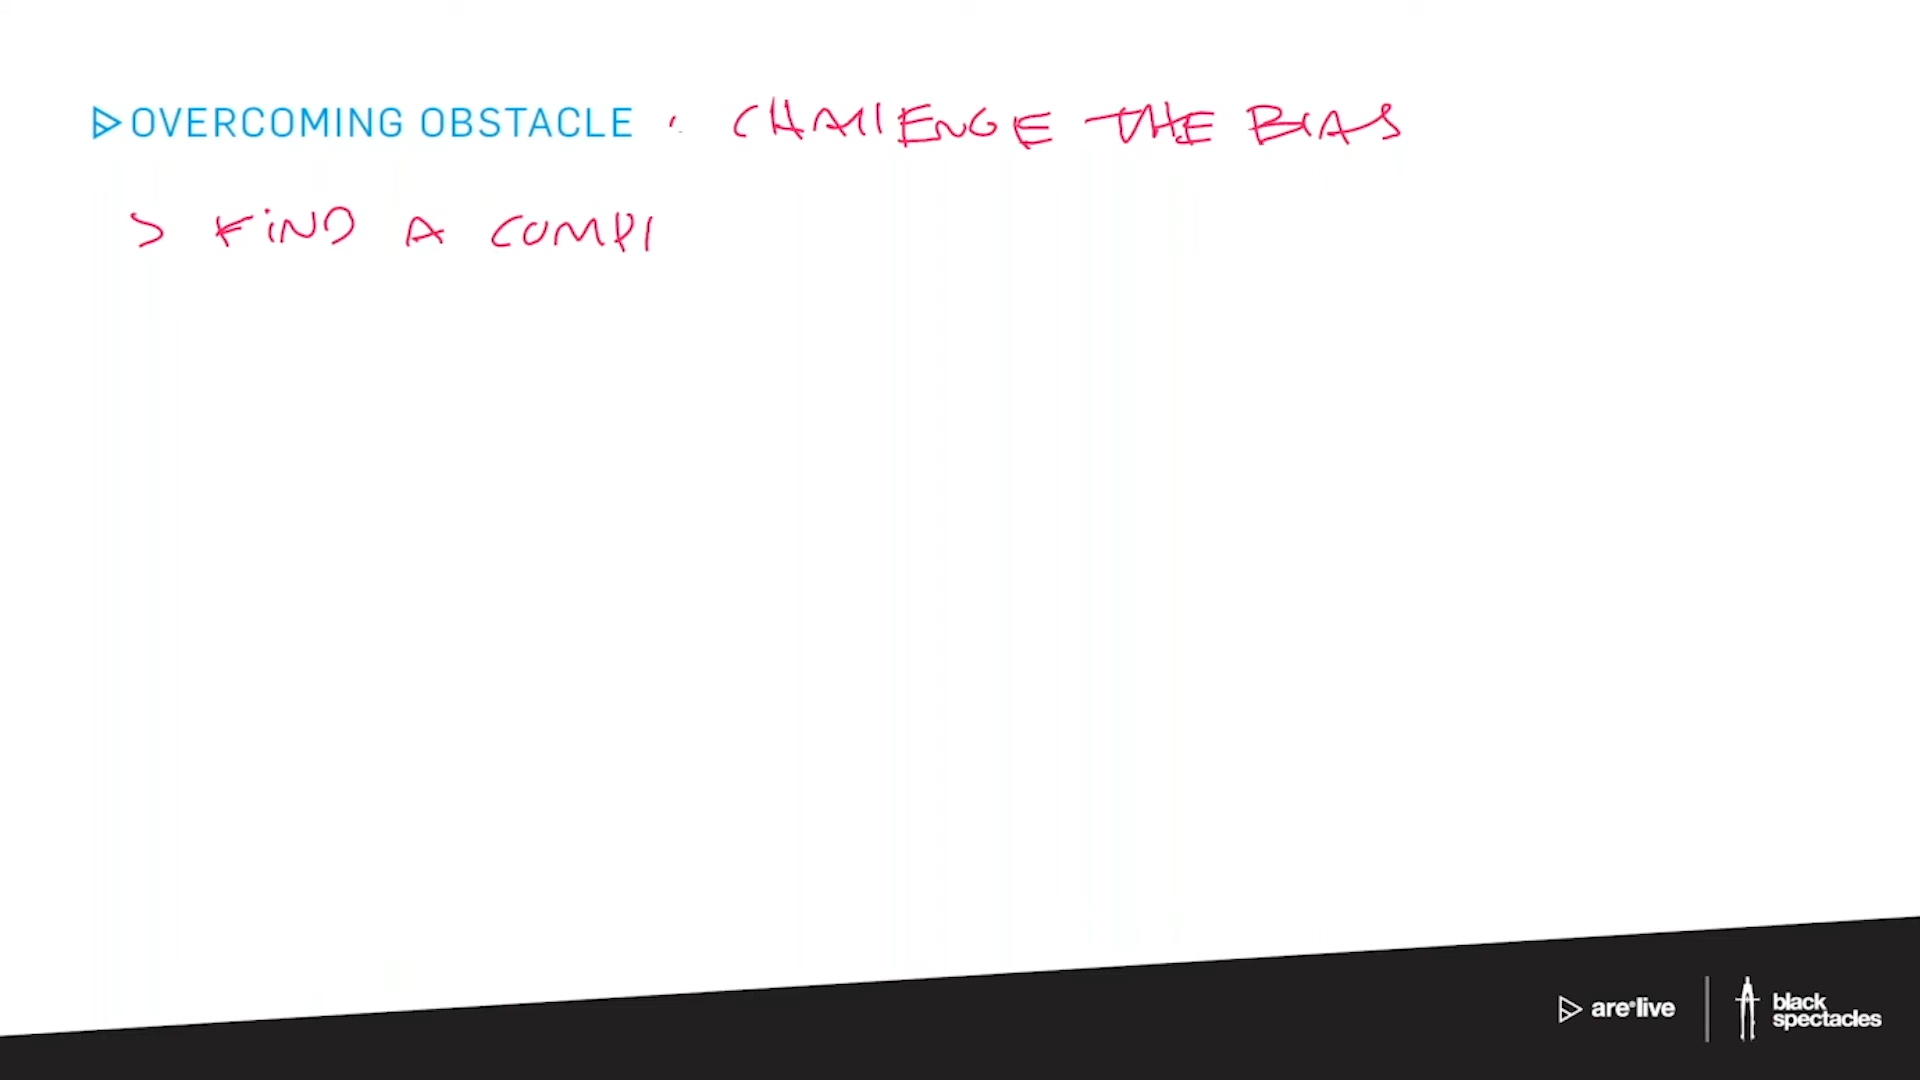 OVERCOMING OBSTACLE : CHALLENGE THE BIAS
> FIND A COMPL
are live
black
spectacles